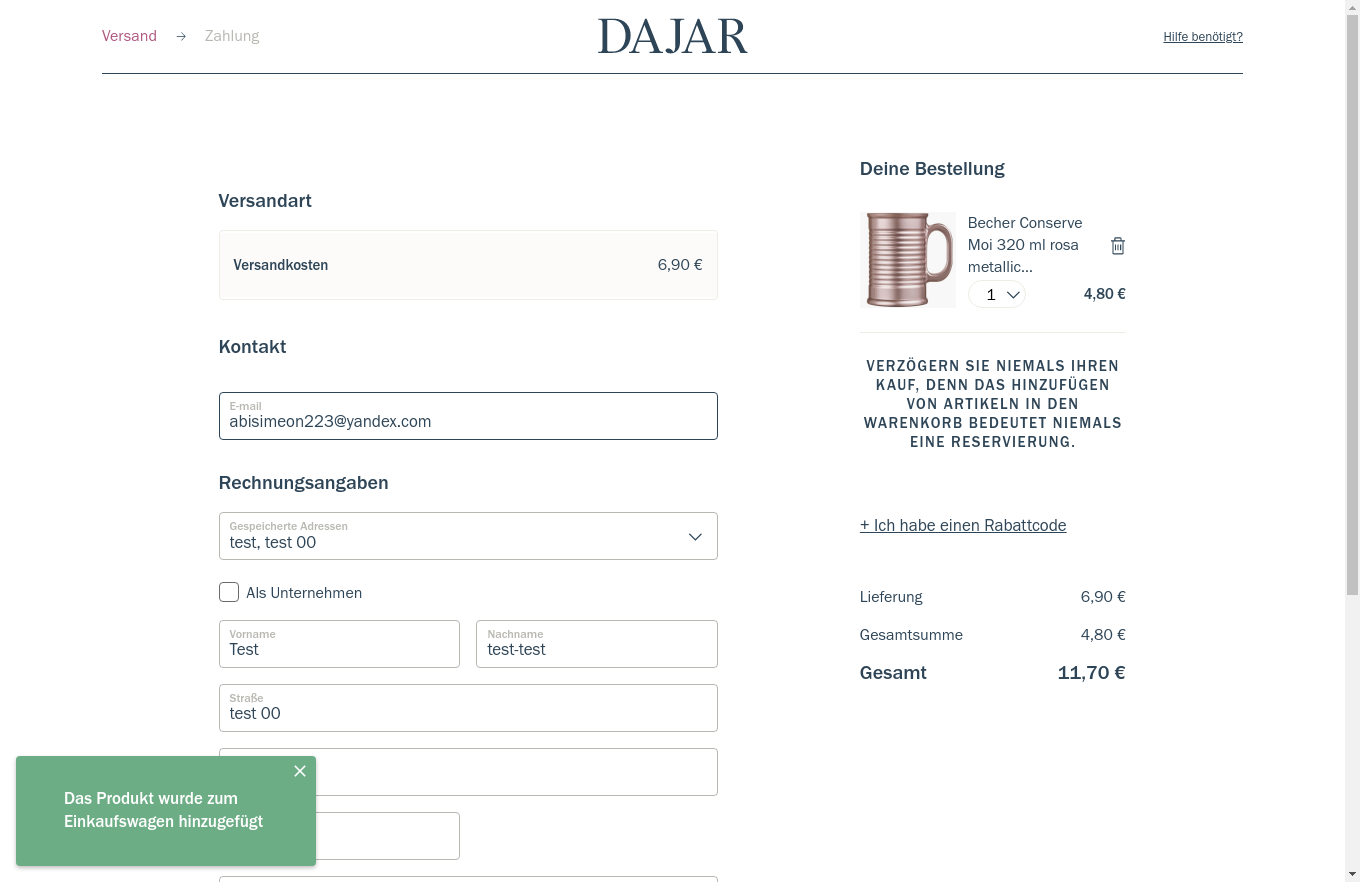 Versand → Zahlung
DAJAR
Hilfe benötigt?
Versandart
Versandkosten 6,90 €
Kontakt
E-mail
abisimeon223@yandex.com
Rechnungsangaben
Gespeicherte Adressen
test, test 00
Als Unternehmen
Vorname
Test
Nachname
test-test
Straße
test 00
Das Produkt wurde zum
Einkaufswagen hinzugefügt
Deine Bestellung
Becher Conserve
Moi 320 ml rosa
metallic...
1
4,80 €
VERZÖGERN SIE NIEMALS IHREN
KAUF, DENN DAS HINZUFÜGEN
VON ARTIKELN IN DEN
WARENKORB BEDEUTET NIEMALS
EINE RESERVIERUNG.
+ Ich habe einen Rabattcode
Lieferung 6,90 €
Gesamtsumme 4,80 €
Gesamt 11,70 €